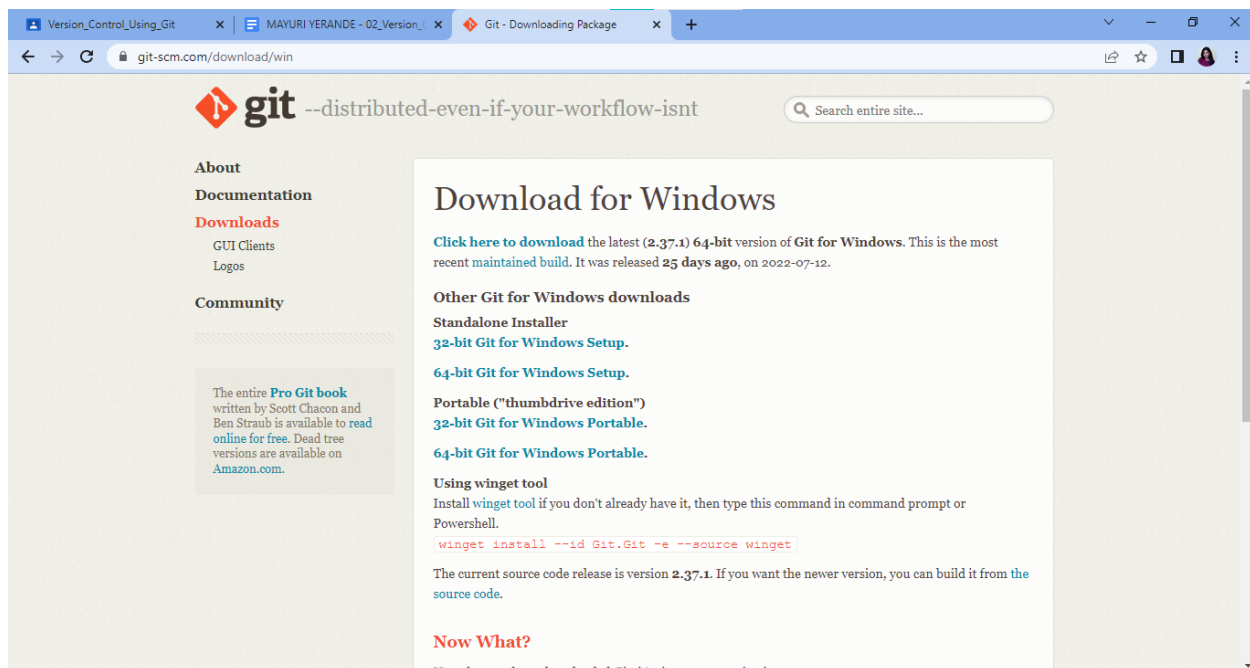 Version_Control_Using_Git
MAYURI YERANDE - 02_Version_C
Git - Downloading Package
git-scm.com/download/win
git --distributed-even-if-your-workflow-isnt
Search entire site...
About
Documentation
Downloads
GUI Clients
Logos
Community
The entire Pro Git book
written by Scott Chacon and
Ben Straub is available to read
online for free. Dead tree
versions are available on
Amazon.com.
Download for Windows
Click here to download the latest (2.37.1) 64-bit version of Git for Windows. This is the most
recent maintained build. It was released 25 days ago, on 2022-07-12.
Other Git for Windows downloads
Standalone Installer
32-bit Git for Windows Setup.
64-bit Git for Windows Setup.
Portable ("thumbdrive edition")
32-bit Git for Windows Portable.
64-bit Git for Windows Portable.
Using winget tool
Install winget tool if you don't already have it, then type this command in command prompt or
Powershell.
winget install --id Git.Git -e --source winget
The current source code release is version 2.37.1. If you want the newer version, you can build it from the
source code.
Now What?